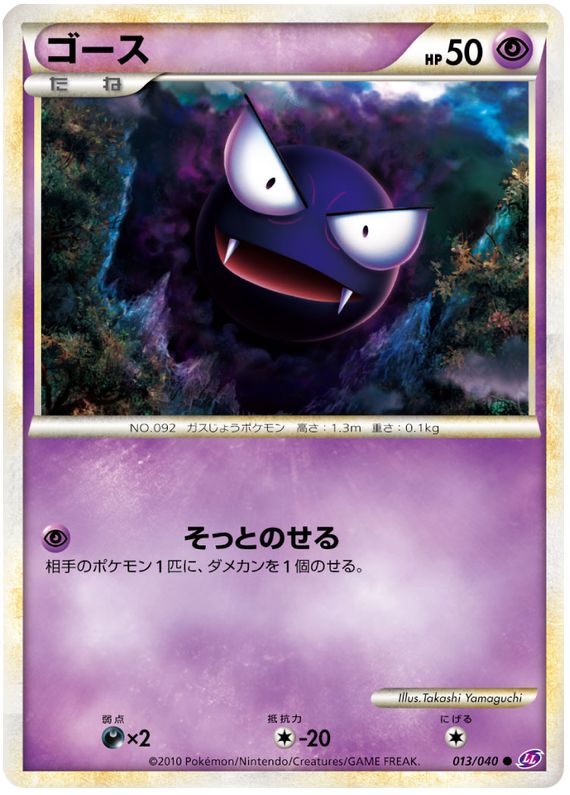 ゴース
HP50
たね
NO.092 ガスじょうポケモン 高さ：1.3m 重さ：0.1kg
そっとのせる
相手のポケモン1匹に、ダメカンを1個のせる。
Illus.Takashi Yamaguchi
弱点 抵抗力 にげる
×2 -20
©2010 Pokémon/Nintendo/Creatures/GAME FREAK. 013/040 LL